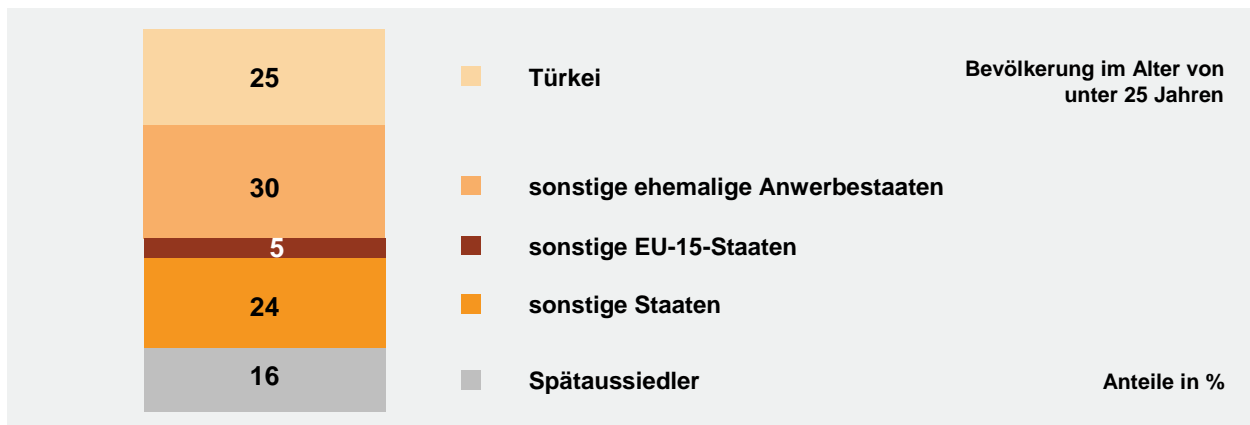 25
Türkei
Bevölkerung im Alter von
unter 25 Jahren
30
sonstige ehemalige Anwerbestaaten
5
sonstige EU-15-Staaten
24
sonstige Staaten
16
Spätaussiedler
Anteile in %